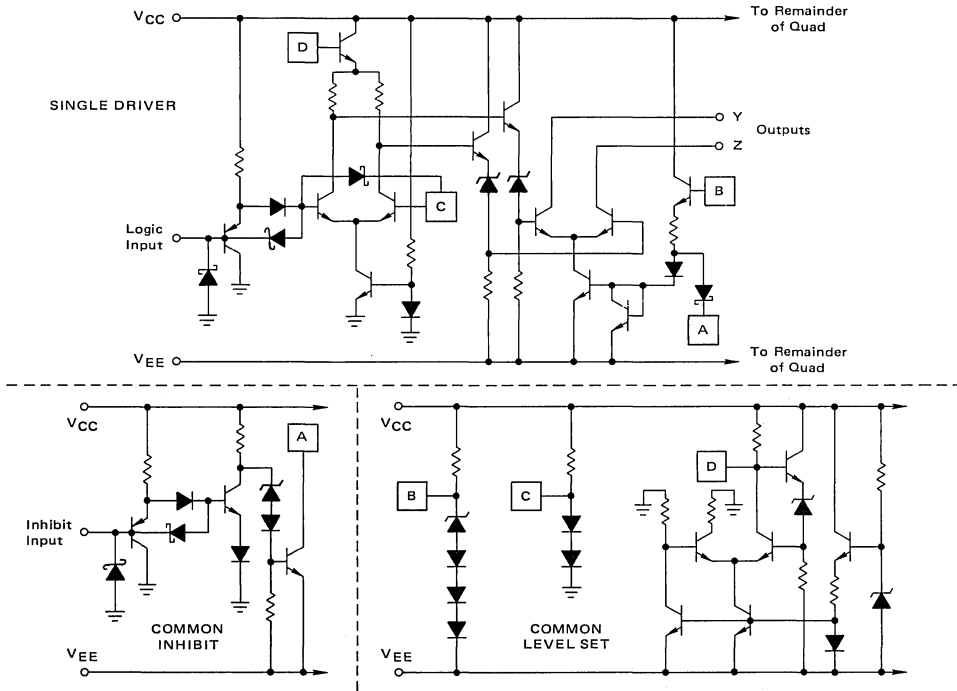 VCC
To Remainder
of Quad
D
SINGLE DRIVER
Y
Outputs
Z
B
C
Logic
Input
A
VEE
To Remainder
of Quad
VCC
A
Inhibit
Input
COMMON
INHIBIT
VEE
VCC
D
B
C
COMMON
LEVEL SET
VEE